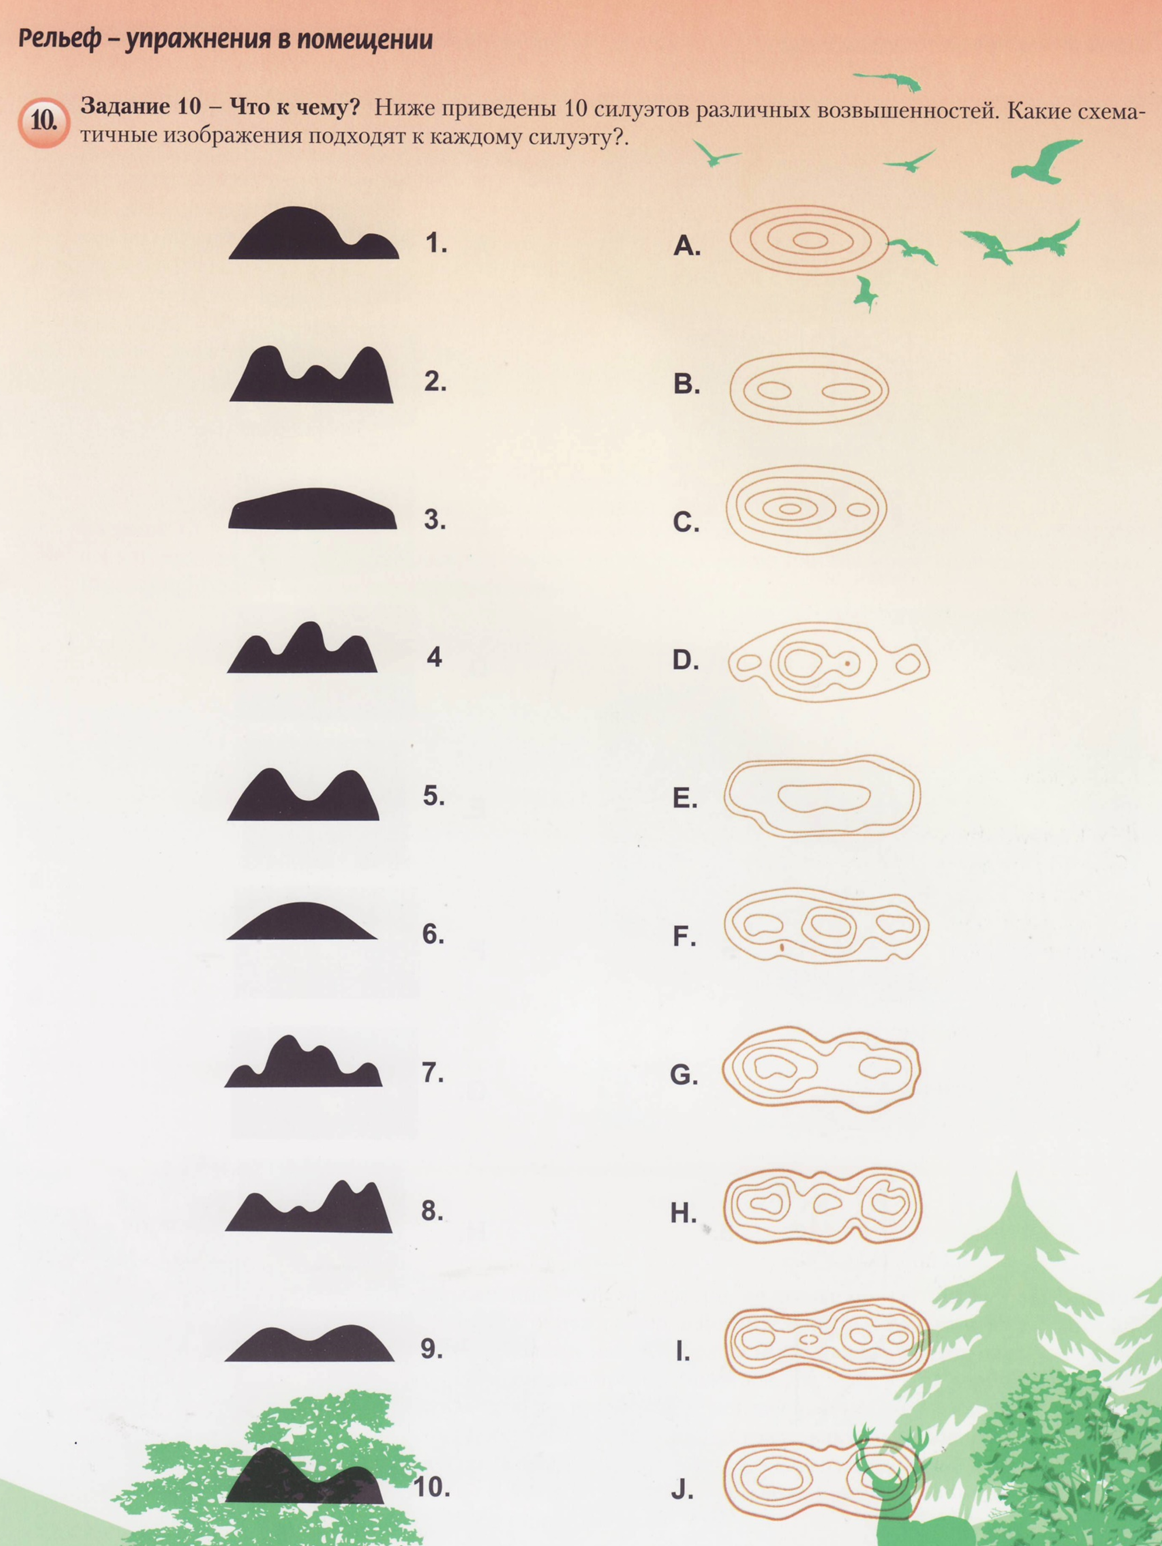 Рельеф – упражнения в помещении
10. Задание 10 – Что к чему? Ниже приведены 10 силуэтов различных возвышенностей. Какие схема-
тичные изображения подходят к каждому силуэту?.
1. A.
2. B.
3. C.
4 D.
5. E.
6. F.
7. G.
8. H.
9. I.
10. J.